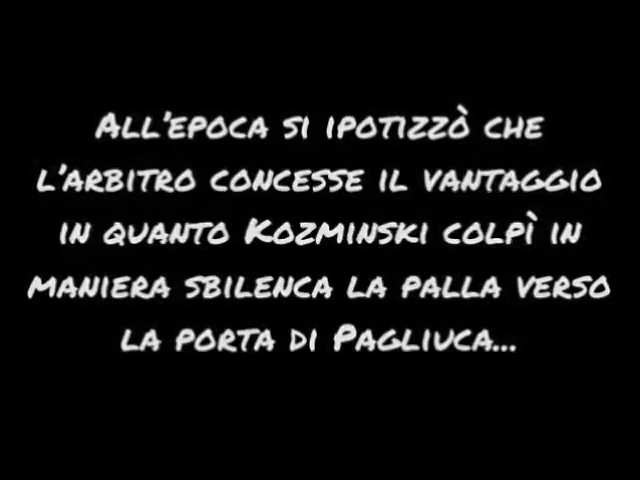 All'epoca si ipotizzò che
l'arbitro concesse il vantaggio
in quanto Kozminski colpì in
maniera sbilenca la palla verso
la porta di Pagliuca...